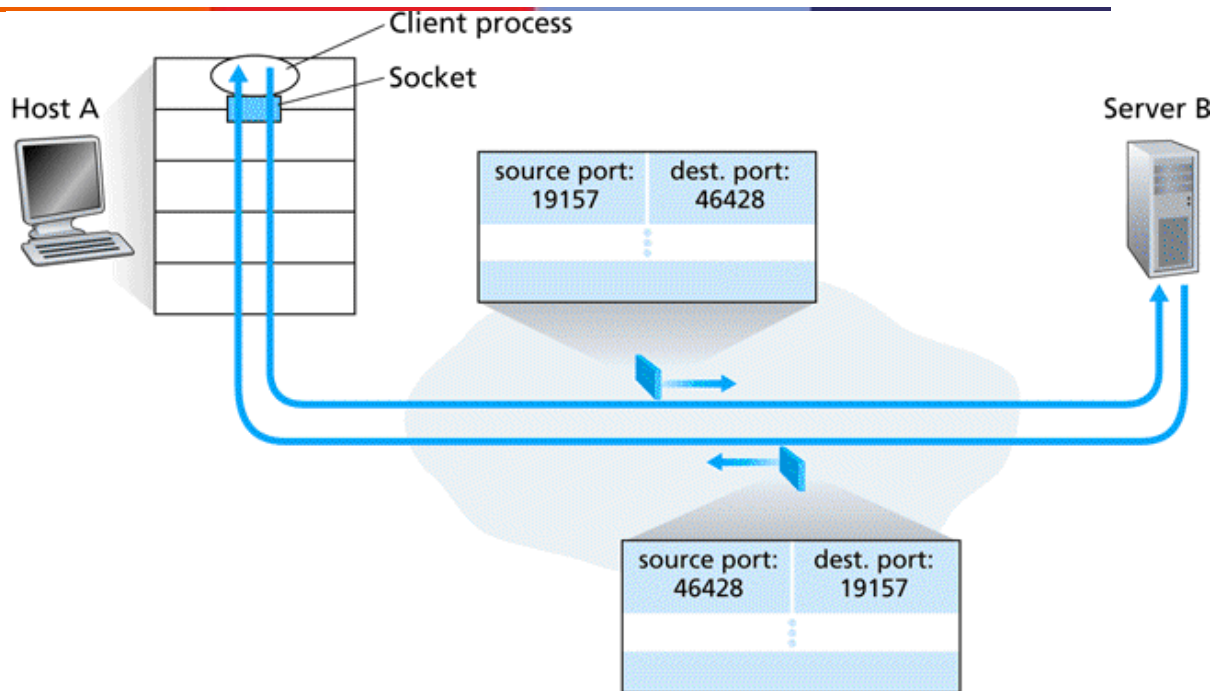 Client process
Socket
Host A
Server B
source port:
19157
dest. port:
46428
source port:
46428
dest. port:
19157